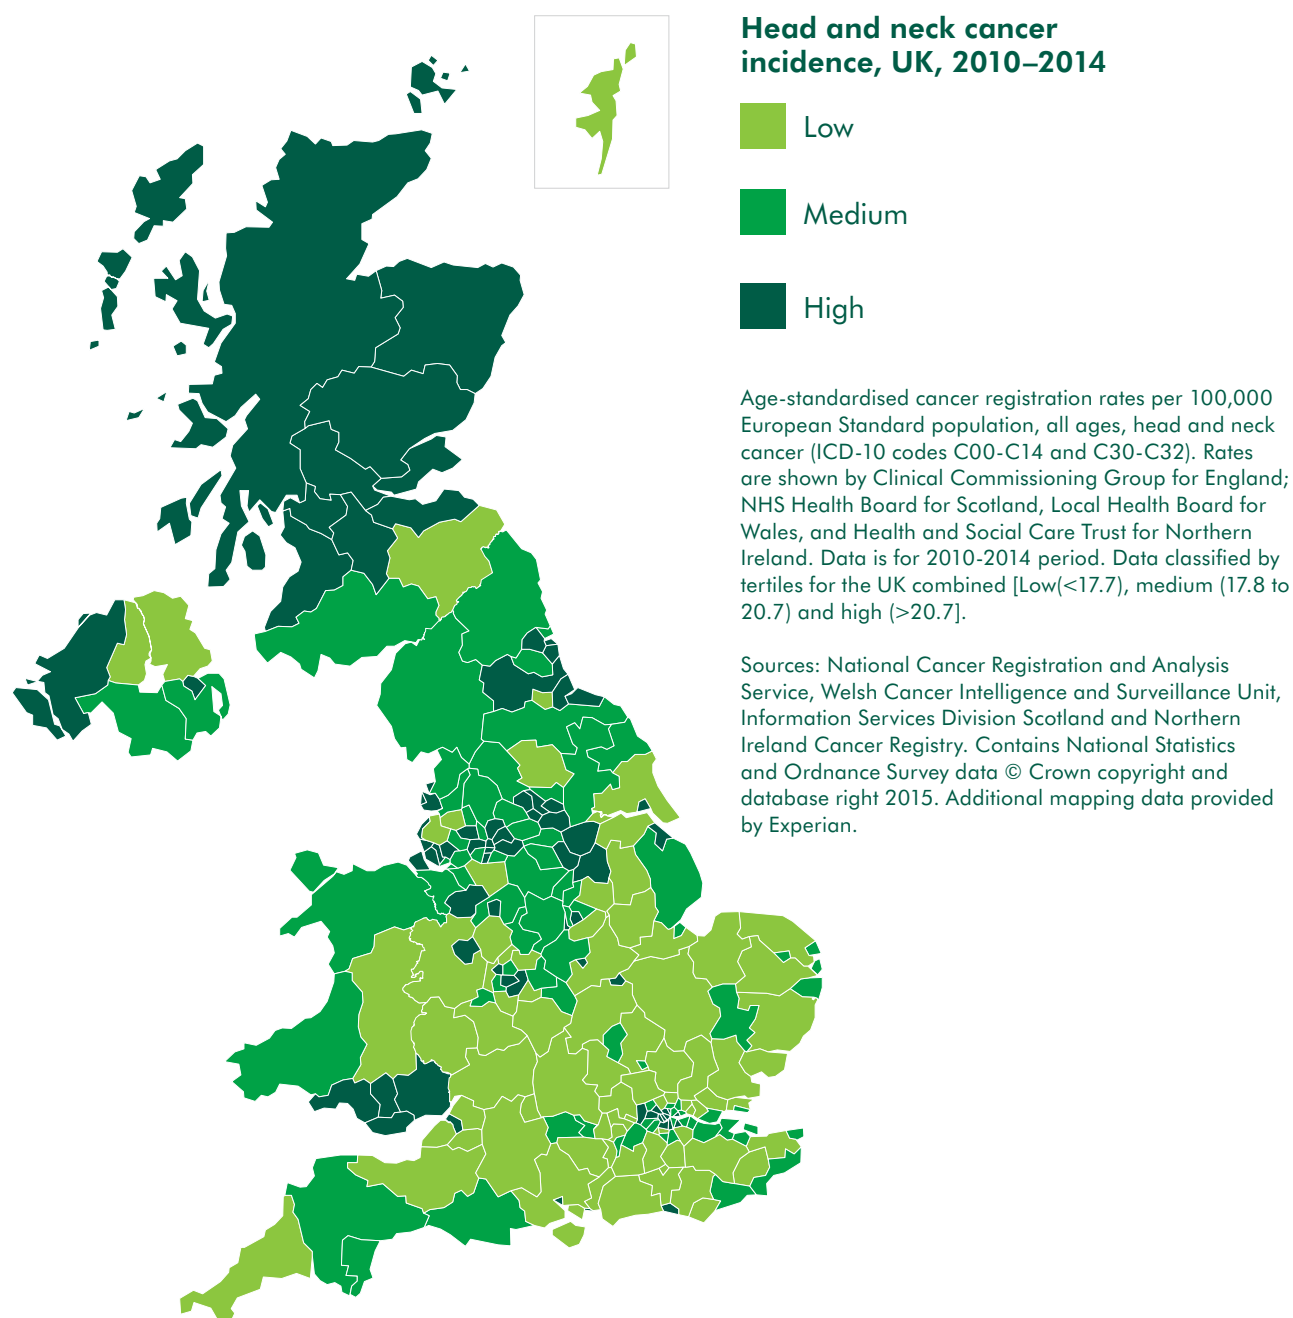 Head and neck cancer
incidence, UK, 2010–2014
Low
Medium
High
Age-standardised cancer registration rates per 100,000
European Standard population, all ages, head and neck
cancer (ICD-10 codes C00-C14 and C30-C32). Rates
are shown by Clinical Commissioning Group for England;
NHS Health Board for Scotland, Local Health Board for
Wales, and Health and Social Care Trust for Northern
Ireland. Data is for 2010-2014 period. Data classified by
tertiles for the UK combined [Low(<17.7), medium (17.8 to
20.7) and high (>20.7].
Sources: National Cancer Registration and Analysis
Service, Welsh Cancer Intelligence and Surveillance Unit,
Information Services Division Scotland and Northern
Ireland Cancer Registry. Contains National Statistics
and Ordnance Survey data © Crown copyright and
database right 2015. Additional mapping data provided
by Experian.